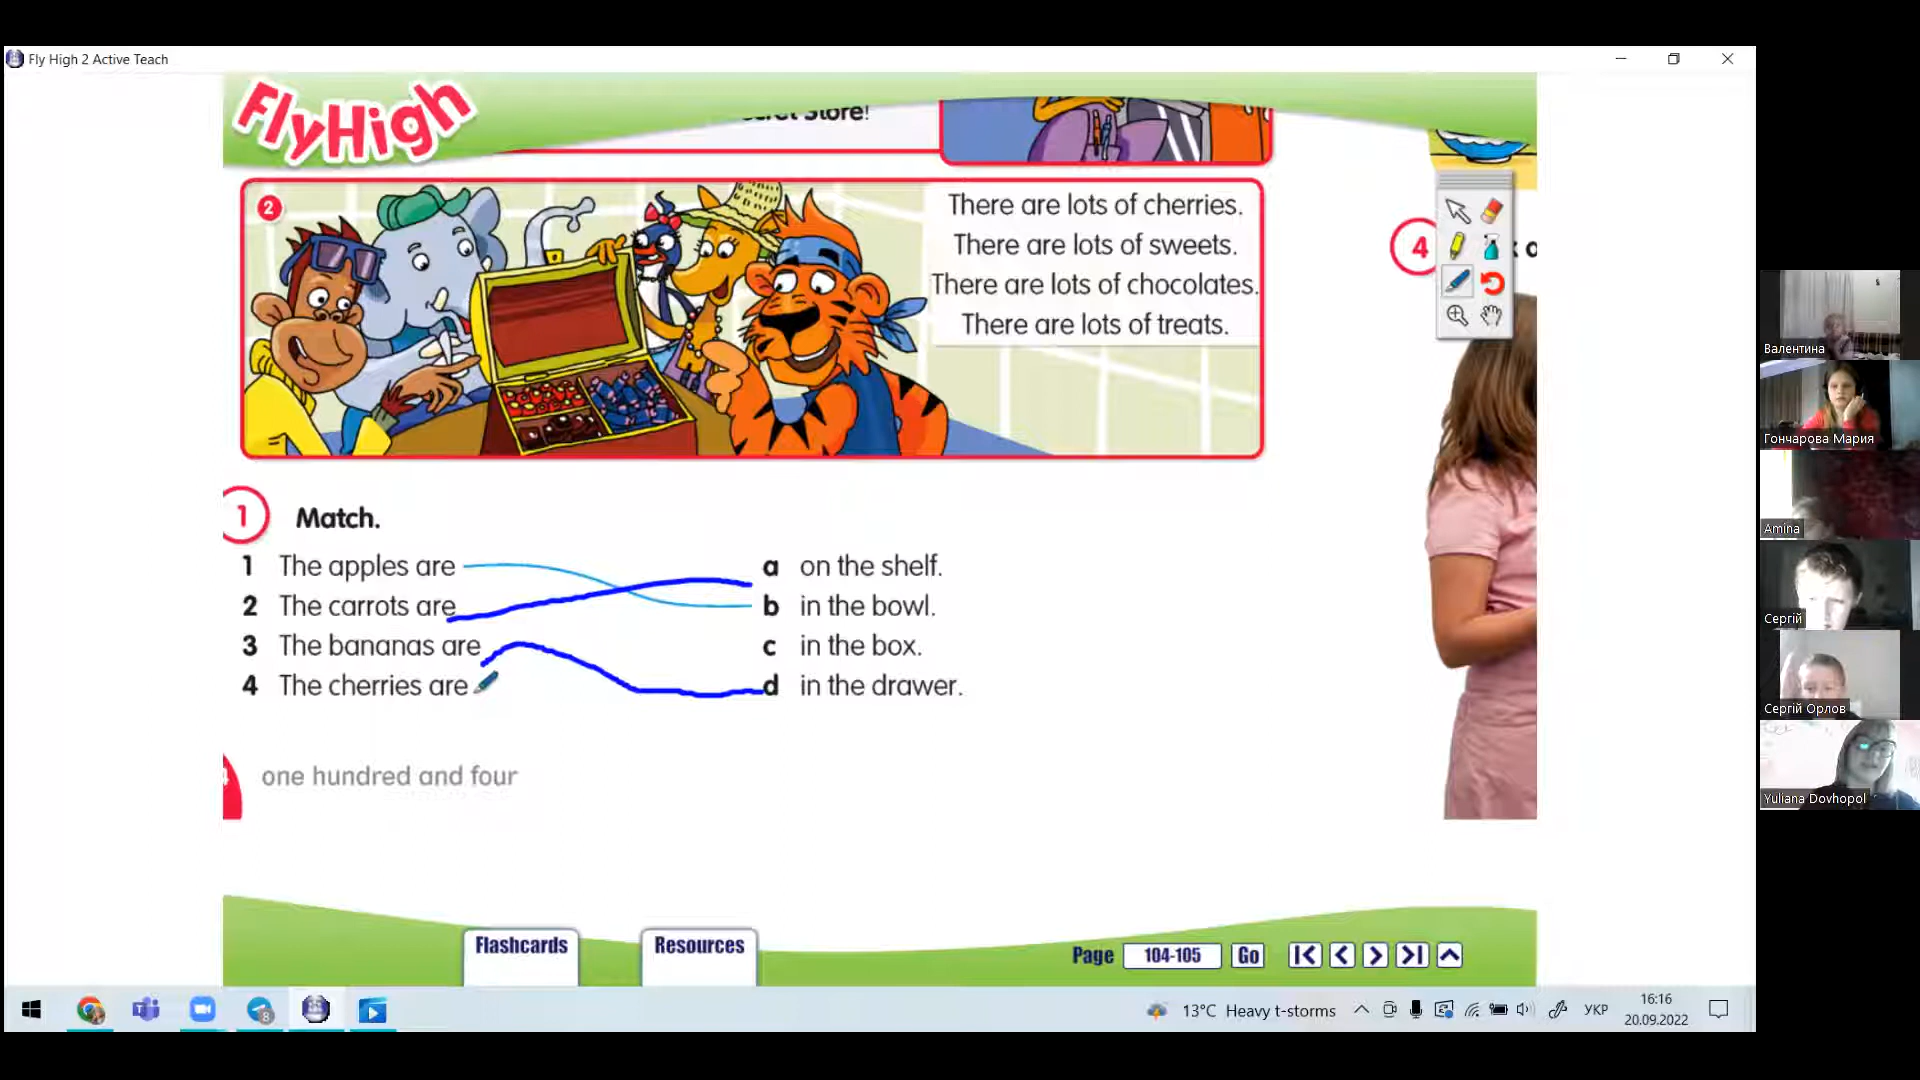 Fly High 2 Active Teach
FlyHigh
Store!
2
There are lots of cherries.
There are lots of sweets.
There are lots of chocolates.
There are lots of treats.
4
1 Match.
1 The apples are
2 The carrots are
3 The bananas are
4 The cherries are
a on the shelf.
b in the bowl.
c in the box.
d in the drawer.
one hundred and four
Flashcards
Resources
Page 104-105 Go
Валентина
Гончарова Мария
Amina
Сергій
Сергій Орлов
Yuliana Dovhopol
8
13°C Heavy t-storms
УКР
16:16
20.09.2022